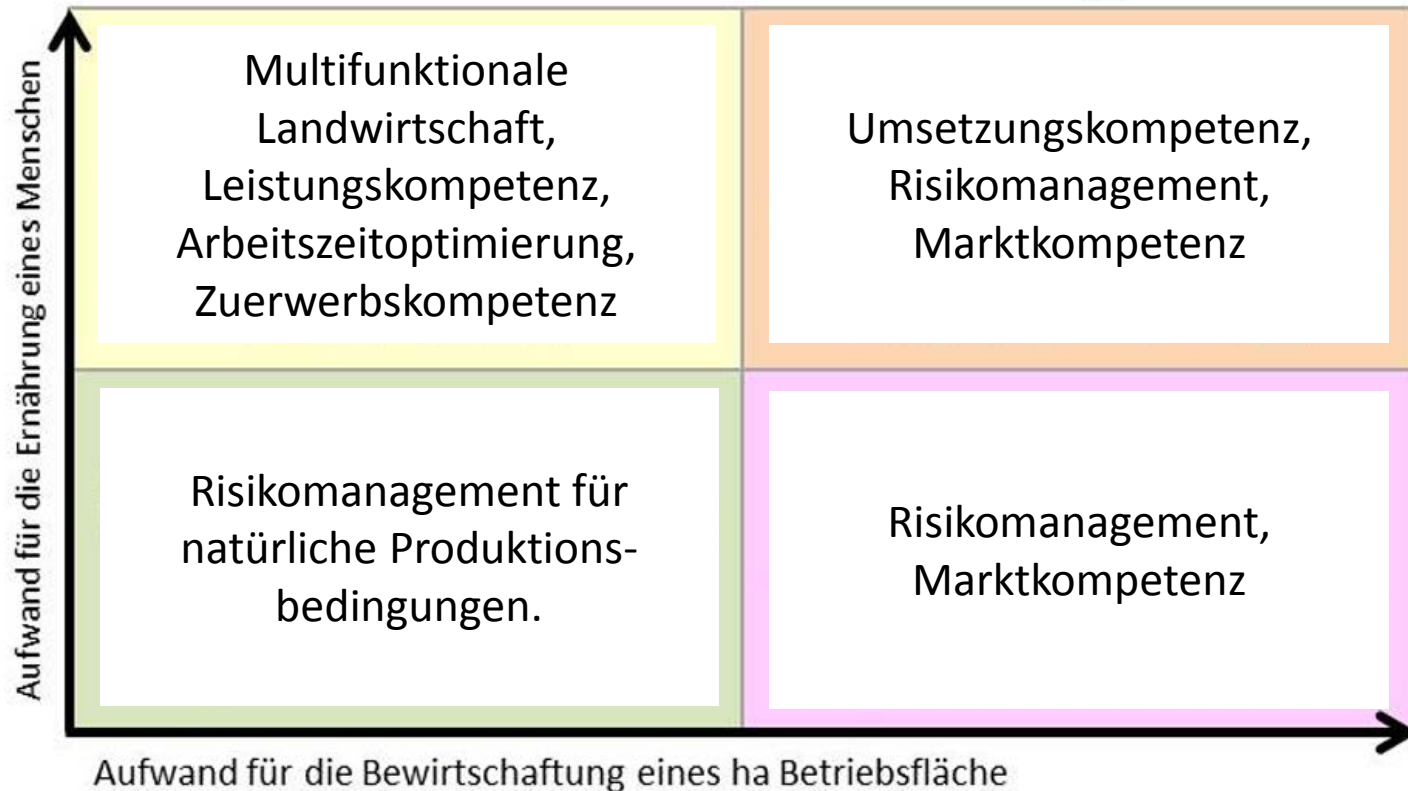 Aufwand für die Ernährung eines Menschen
Multifunktionale
Landwirtschaft,
Leistungskompetenz,
Arbeitszeitoptimierung,
Zuerwerbskompetenz
Umsetzungskompetenz,
Risikomanagement,
Marktkompetenz
Risikomanagement für
natürliche Produktions-
bedingungen.
Risikomanagement,
Marktkompetenz
Aufwand für die Bewirtschaftung eines ha Betriebsfläche